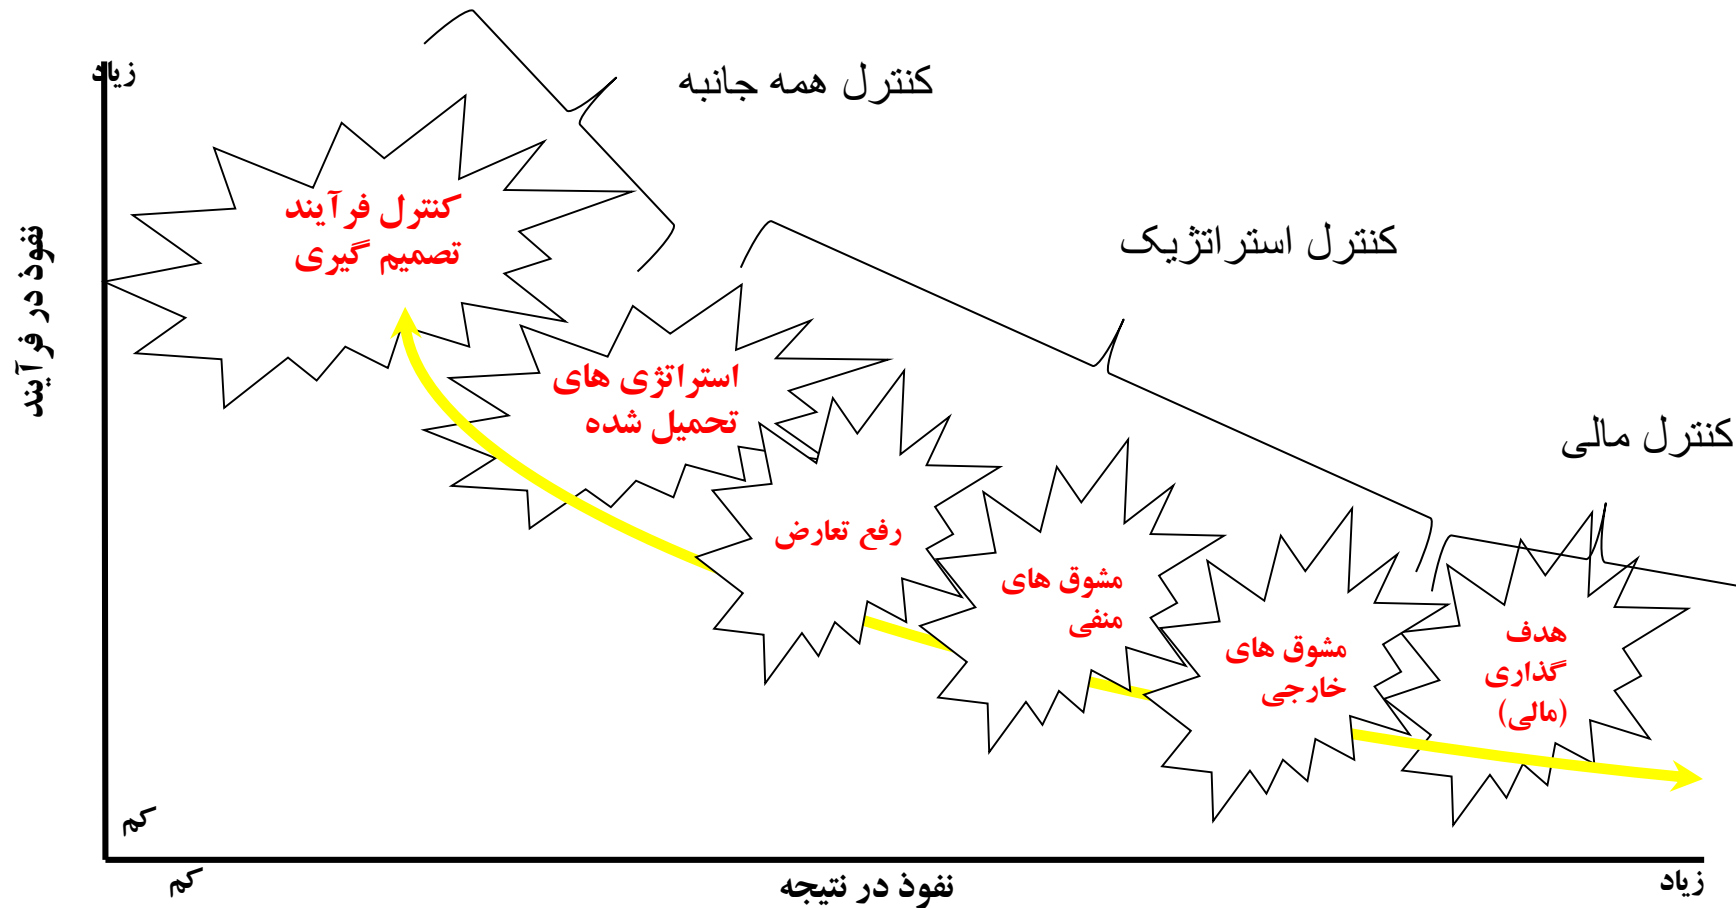 زیاد
کنترل همه جانبه
کنترل فرآیند
تصمیم گیری
نفوذ در فرآیند
کنترل استراتژیک
استراتژی های
تحمیل شده
کنترل مالی
رفع تعارض
مشوق های
منفی
مشوق های
خارجی
هدف
گذاری
(مالی)
کم
کم
نفوذ در نتیجه
زیاد